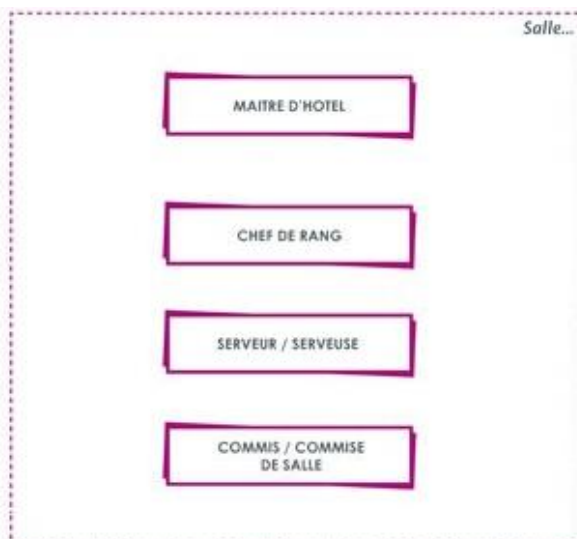 Salle...
MAITRE D'HOTEL
CHEF DE RANG
SERVEUR / SERVEUSE
COMMIS / COMMISE
DE SALLE